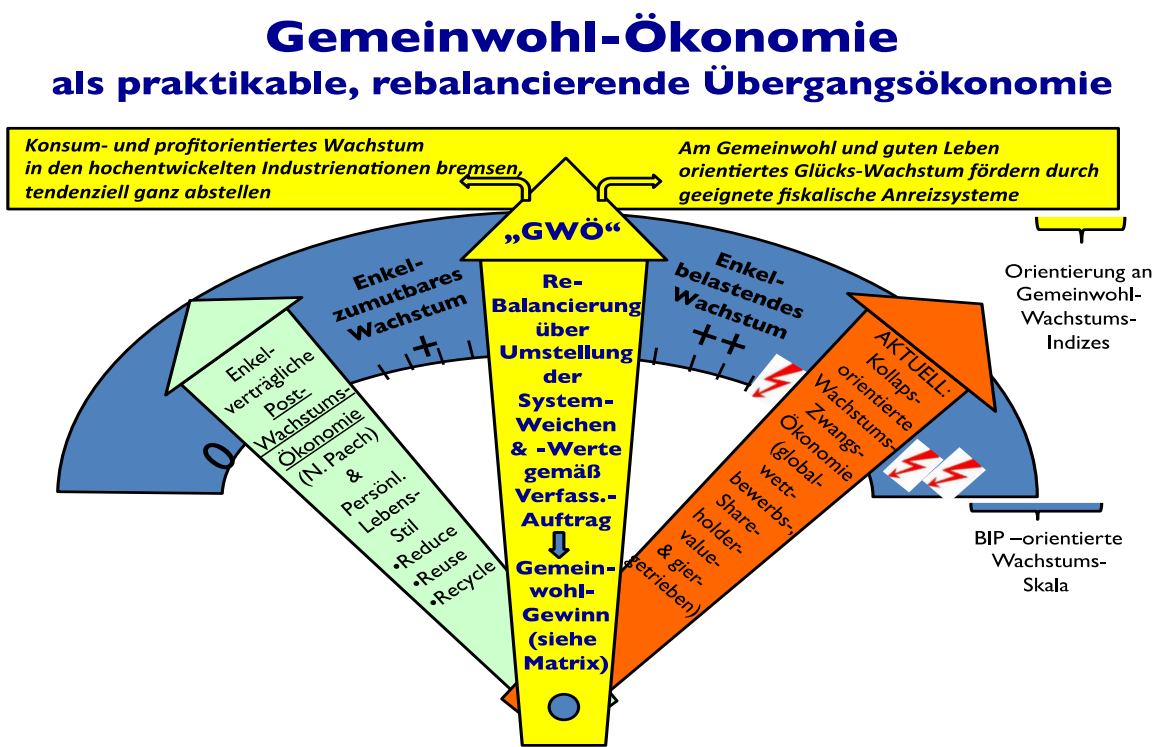 Gemeinwohl-Ökonomie
als praktikable, rebalancierende Übergangsökonomie
Konsum- und profitorientiertes Wachstum
in den hochentwickelten Industrienationen bremsen,
tendenziell ganz abstellen
Am Gemeinwohl und guten Leben
orientiertes Glücks-Wachstum fördern durch
geeignete fiskalische Anreizsysteme
„GWÖ“
Enkel-
zumutbares
Wachstum
+
Enkel-
belastendes
Wachstum
++
0
Orientierung an
Gemeinwohl-
Wachstums-
Indizes
Enkel-
verträgliche
Post-
Wachstums-
Ökonomie
(N. Paech)
&
Persönl.
Lebens-
Stil
•Reduce
•Reuse
•Recycle
Re-
Balancierung
über
Umstellung
der
System-
Weichen
& -Werte
gemäß
Verfass.-
Auftrag
Gemein-
wohl-
Gewinn
(siehe
Matrix)
AKTUELL:
Kollaps-
orientierte
Wachstums-
Zwangs-
Ökonomie
(global-
wett-
bewerbs-,
Share-
holder-
value-
& gier-
getrieben)
BIP –orientierte
Wachstums-
Skala